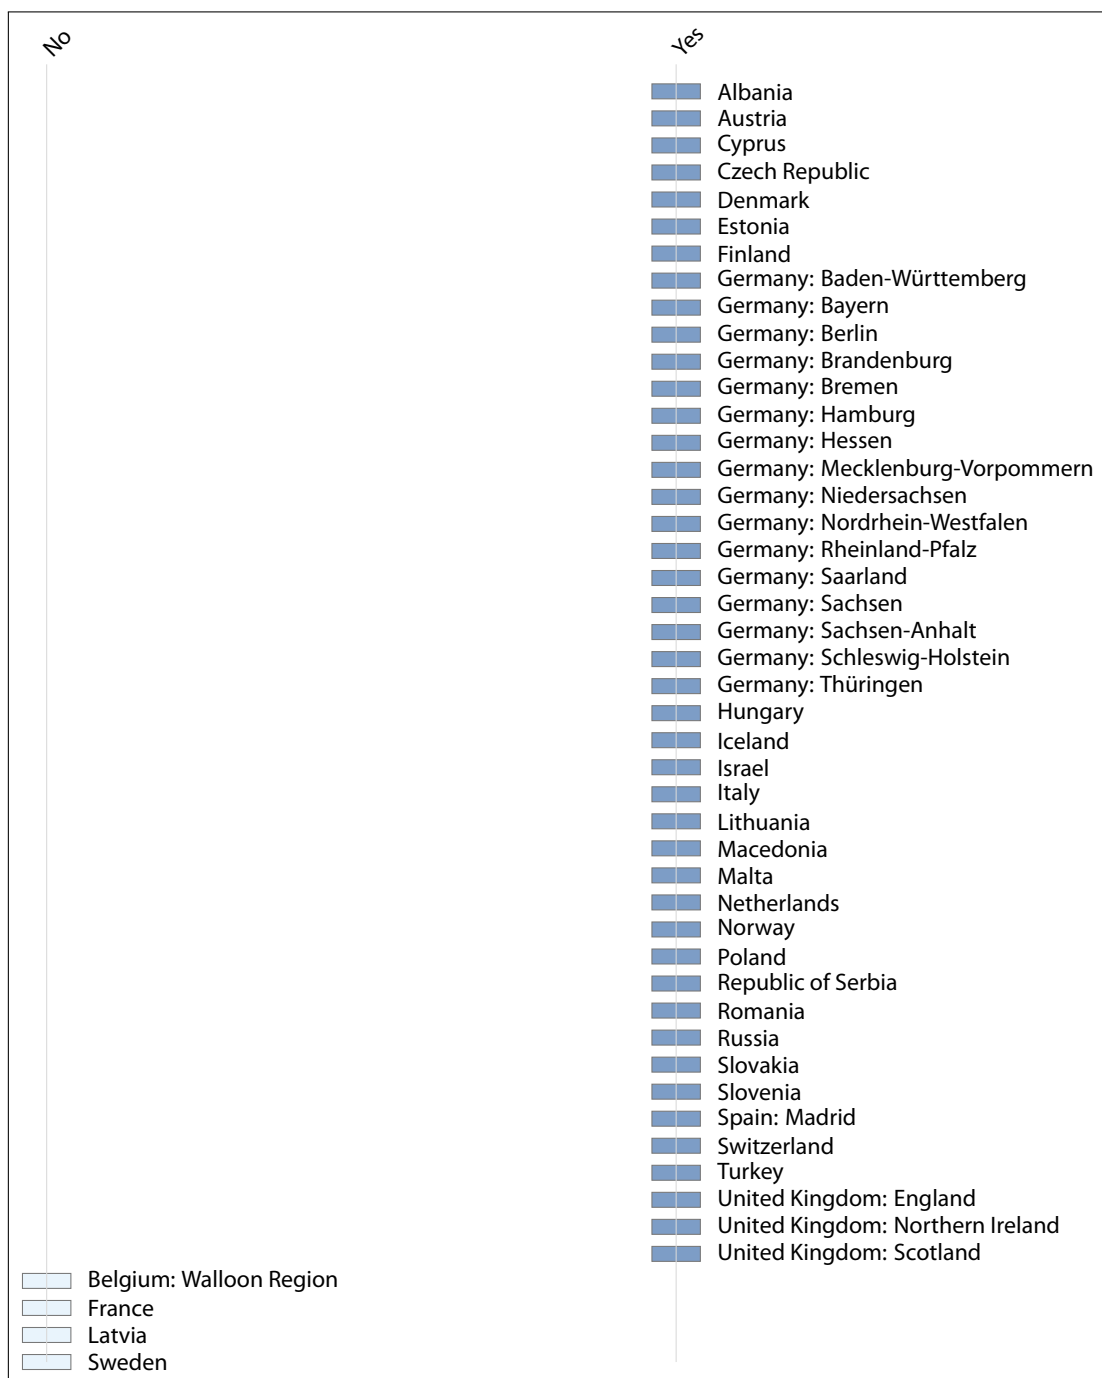 No
Yes
Albania
Austria
Cyprus
Czech Republic
Denmark
Estonia
Finland
Germany: Baden-Württemberg
Germany: Bayern
Germany: Berlin
Germany: Brandenburg
Germany: Bremen
Germany: Hamburg
Germany: Hessen
Germany: Mecklenburg-Vorpommern
Germany: Niedersachsen
Germany: Nordrhein-Westfalen
Germany: Rheinland-Pfalz
Germany: Saarland
Germany: Sachsen
Germany: Sachsen-Anhalt
Germany: Schleswig-Holstein
Germany: Thüringen
Hungary
Iceland
Israel
Italy
Lithuania
Macedonia
Malta
Netherlands
Norway
Poland
Republic of Serbia
Romania
Russia
Slovakia
Slovenia
Spain: Madrid
Switzerland
Turkey
United Kingdom: England
United Kingdom: Northern Ireland
United Kingdom: Scotland
Belgium: Walloon Region
France
Latvia
Sweden